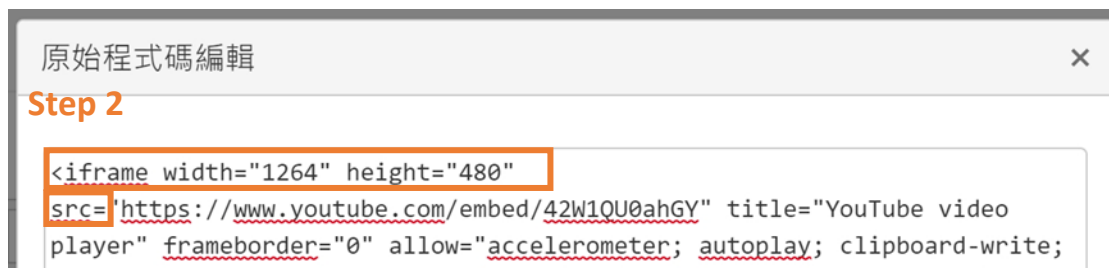 原始程式碼編輯 ×
Step 2
<iframe width="1264" height="480"
src="https://www.youtube.com/embed/42W1QU0ahGY" title="YouTube video
player" frameborder="0" allow="accelerometer; autoplay; clipboard-write;